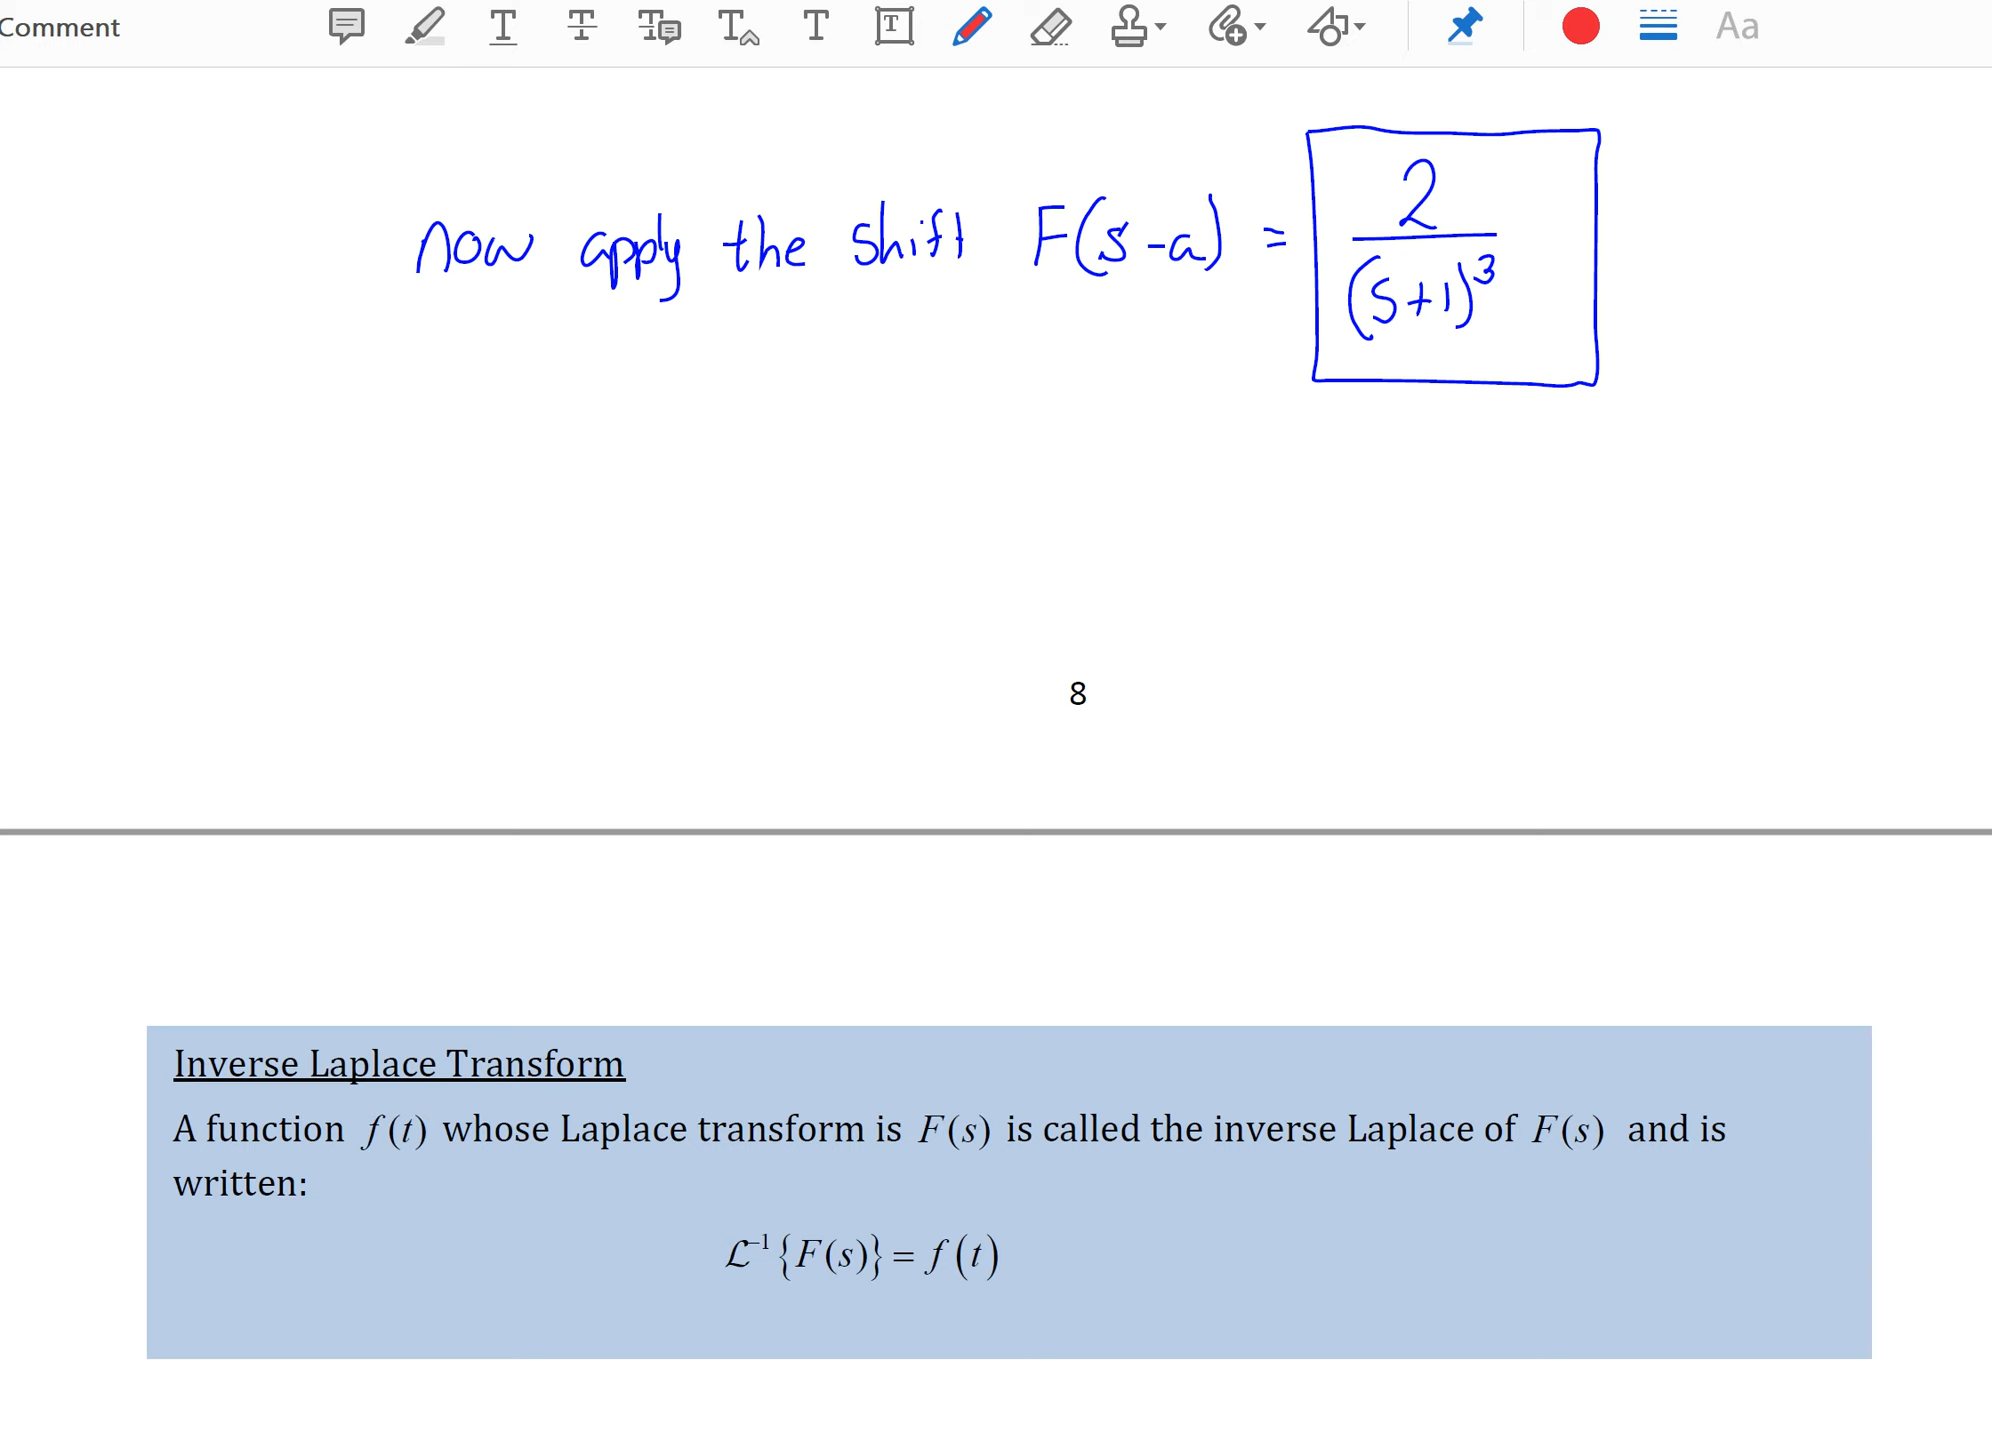 Comment
Aa
now apply the shift F(s-a) = 2/(s+1)³
8
Inverse Laplace Transform
A function f(t) whose Laplace transform is F(s) is called the inverse Laplace of F(s) and is
written:
ℒ⁻¹{F(s)} = f(t)